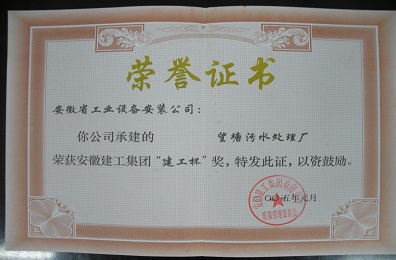 荣誉证书
安徽省工业设备安装公司：
你公司承建的 望塘污水处理厂
荣获安徽建工集团“建工杯”奖，特发此证，以资鼓励。
二〇〇五年元月